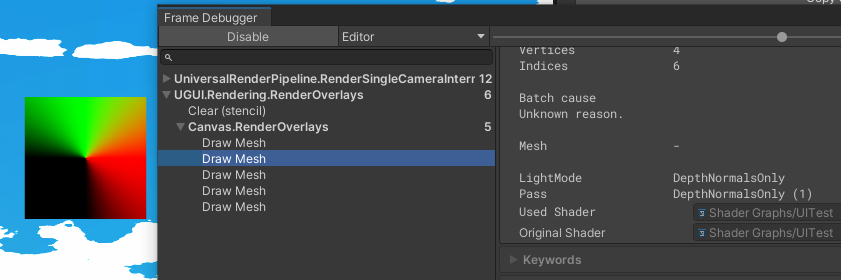 Frame Debugger
Disable
Editor
UniversalRenderPipeline.RenderSingleCameraInterr 12
UGUI.Rendering.RenderOverlays 6
Clear (stencil)
Canvas.RenderOverlays 5
Draw Mesh
Draw Mesh
Draw Mesh
Draw Mesh
Draw Mesh
Vertices 4
Indices 6
Batch cause
Unknown reason.
Mesh -
LightMode DepthNormalsOnly
Pass DepthNormalsOnly (1)
Used Shader Shader Graphs/UITest
Original Shader Shader Graphs/UITest
Keywords